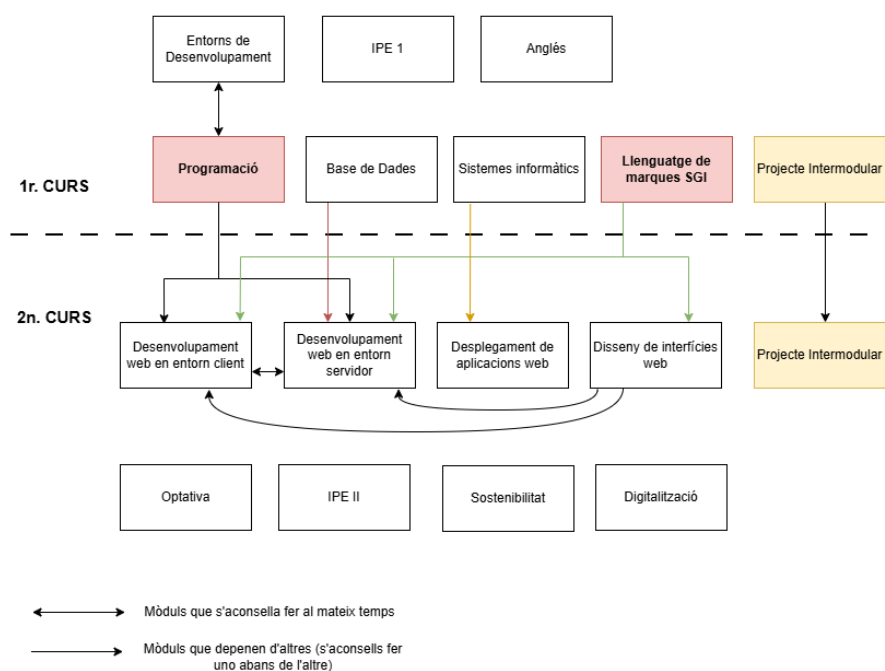 Entorns de
Desenvolupament
IPE 1
Anglés
1r. CURS
Programació
Base de Dades
Sistemes informàtics
Llenguatge de
marques SGI
Projecte Intermodular
2n. CURS
Desenvolupament
web en entorn client
Desenvolupament
web en entorn
servidor
Desplegament de
aplicacions web
Disseny de interfícies
web
Projecte Intermodular
Optativa
IPE II
Sostenibilitat
Digitalització
Mòduls que s'aconsella fer al mateix temps
Mòduls que depenen d'altres (s'aconsells fer
uno abans de l'altre)